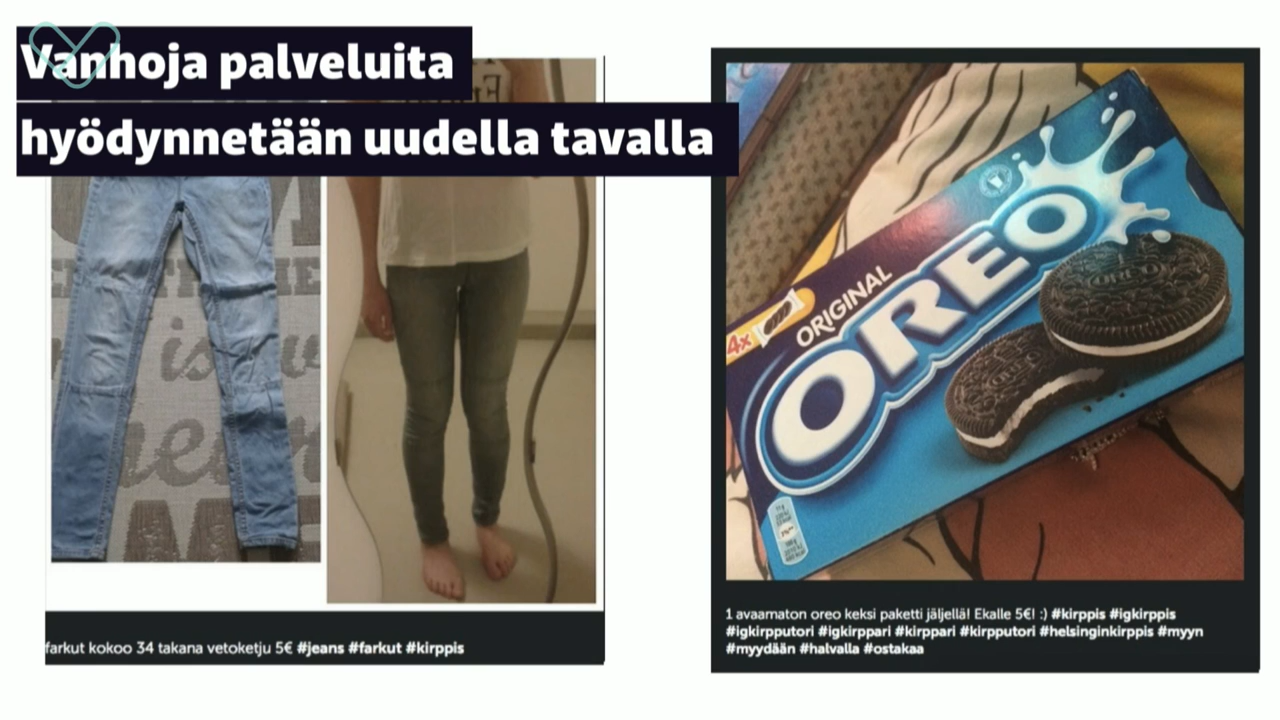 Vanhoja palveluita
hyödynnetään uudella tavalla
farkut kokoo 34 takana vetoketju 5€ #jeans #farkut #kirppis
4x
ORIGINAL
OREO
OREO
1 avaamaton oreo keksi paketti jäljellä! Ekalle 5€! :) #kirppis #igkirppis
#igkirpputori #igkirppari #kirppari #kirpputori #helsinginkirppis #myyn
#myydään #halvalla #ostakaa